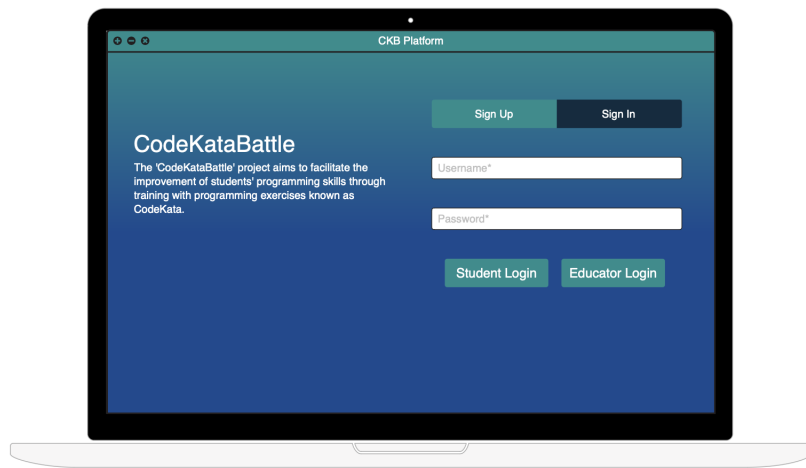 CKB Platform
Sign Up
Sign In
CodeKataBattle
The 'CodeKataBattle' project aims to facilitate the
improvement of students' programming skills through
training with programming exercises known as
CodeKata.
Username*
Password*
Student Login
Educator Login